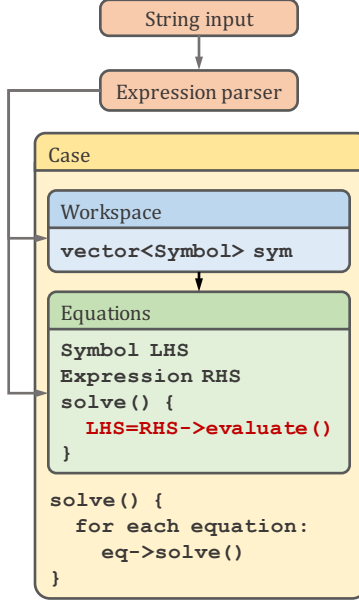 String input
Expression parser
Case
Workspace
vector<Symbol> sym
Equations
Symbol LHS
Expression RHS
solve() {
LHS=RHS->evaluate()
}
solve() {
for each equation:
eq->solve()
}